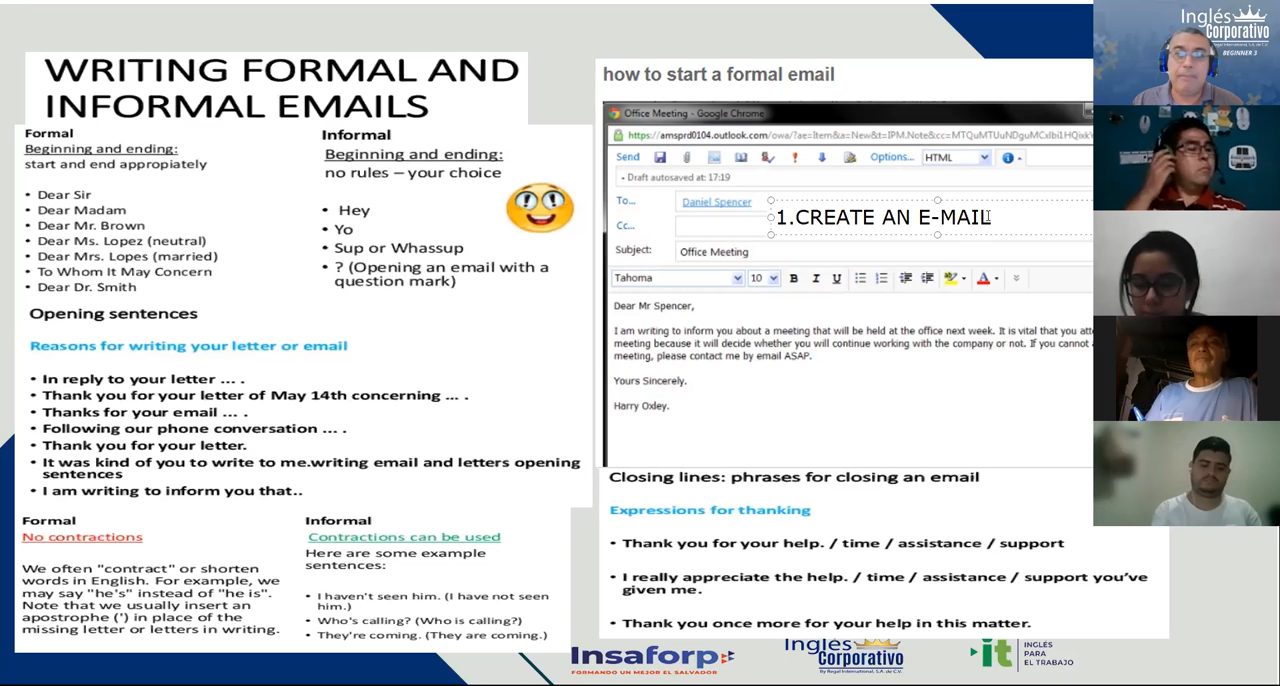 WRITING FORMAL AND
INFORMAL EMAILS
Formal
Beginning and ending:
start and end appropiately
• Dear Sir
• Dear Madam
• Dear Mr. Brown
• Dear Ms. Lopez (neutral)
• Dear Mrs. Lopes (married)
• To Whom It May Concern
• Dear Dr. Smith
Informal
Beginning and ending:
no rules – your choice
• Hey
• Yo
• Sup or Whassup
• ? (Opening an email with a
question mark)
Opening sentences
Reasons for writing your letter or email
• In reply to your letter ... .
• Thank you for your letter of May 14th concerning ... .
• Thanks for your email ... .
• Following our phone conversation ... .
• Thank you for your letter.
• It was kind of you to write to me.writing email and letters opening
sentences
• I am writing to inform you that..
Formal
No contractions
We often "contract" or shorten
words in English. For example, we
may say "he's" instead of "he is".
Note that we usually insert an
apostrophe (') in place of the
missing letter or letters in writing.
Informal
Contractions can be used
Here are some example
sentences:
• I haven't seen him. (I have not seen
him.)
• Who's calling? (Who is calling?)
• They're coming. (They are coming.)
how to start a formal email
Office Meeting - Google Chrome
Send
Options...
HTML
• Draft autosaved at: 17:19
To...
Daniel Spencer
1.CREATE AN E-MAIL
Cc...
Subject:
Office Meeting
Tahoma
10
B I U
A
Dear Mr Spencer,
I am writing to inform you about a meeting that will be held at the office next week. It is vital that you
meeting because it will decide whether you will continue working with the company or not. If you cannot
meeting, please contact me by email ASAP.
Yours Sincerely.
Harry Oxley.
Closing lines: phrases for closing an email
Expressions for thanking
• Thank you for your help. / time / assistance / support
• I really appreciate the help. / time / assistance / support you've
given me.
• Thank you once more for your help in this matter.
Insaforp
FORMANDO UN MEJOR EL SALVADOR
Inglés
Corporativo
By Regal International, S.A. de C.V.
it
INGLÉS
PARA
EL TRABAJO
Inglés
Corporativo
By Regal International, S.A. de C.V.
BEGINNER 3